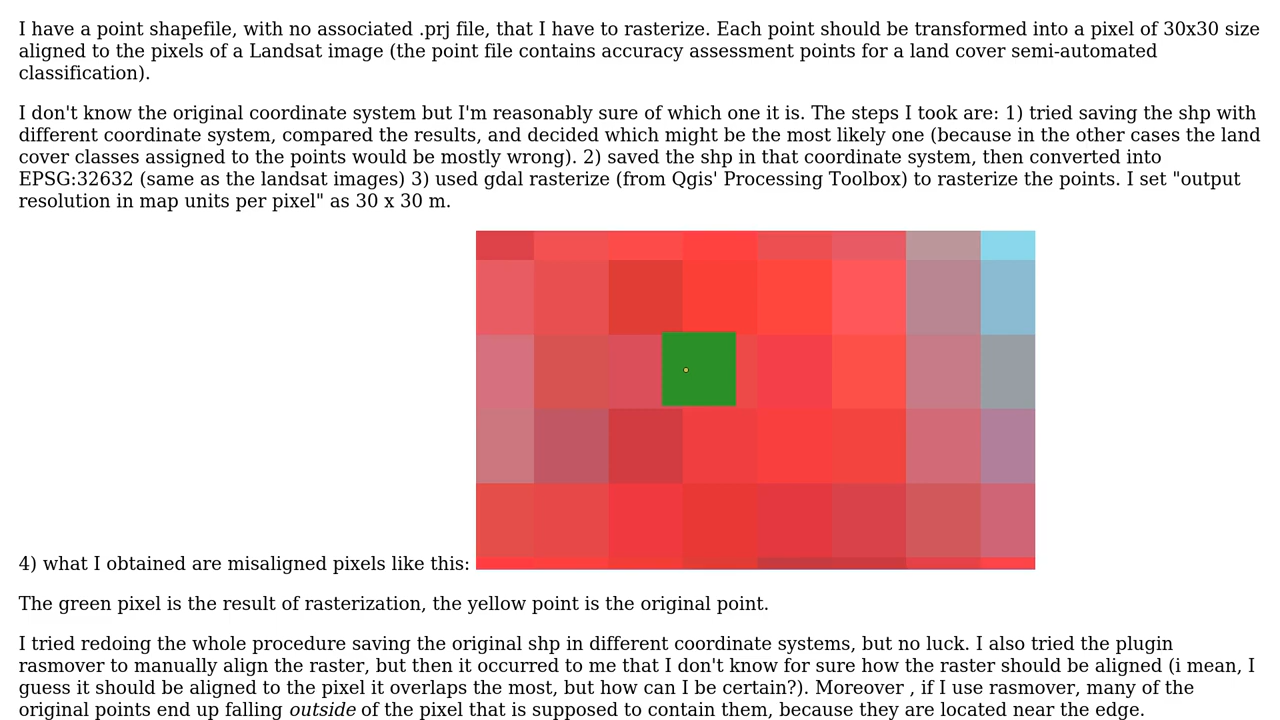 I have a point shapefile, with no associated .prj file, that I have to rasterize. Each point should be transformed into a pixel of 30x30 size
aligned to the pixels of a Landsat image (the point file contains accuracy assessment points for a land cover semi-automated
classification).
I don't know the original coordinate system but I'm reasonably sure of which one it is. The steps I took are: 1) tried saving the shp with
different coordinate system, compared the results, and decided which might be the most likely one (because in the other cases the land
cover classes assigned to the points would be mostly wrong). 2) saved the shp in that coordinate system, then converted into
EPSG:32632 (same as the landsat images) 3) used gdal rasterize (from Qgis' Processing Toolbox) to rasterize the points. I set "output
resolution in map units per pixel" as 30 x 30 m.
4) what I obtained are misaligned pixels like this:
The green pixel is the result of rasterization, the yellow point is the original point.
I tried redoing the whole procedure saving the original shp in different coordinate systems, but no luck. I also tried the plugin
rasmover to manually align the raster, but then it occurred to me that I don't know for sure how the raster should be aligned (i mean, I
guess it should be aligned to the pixel it overlaps the most, but how can I be certain?). Moreover , if I use rasmover, many of the
original points end up falling outside of the pixel that is supposed to contain them, because they are located near the edge.